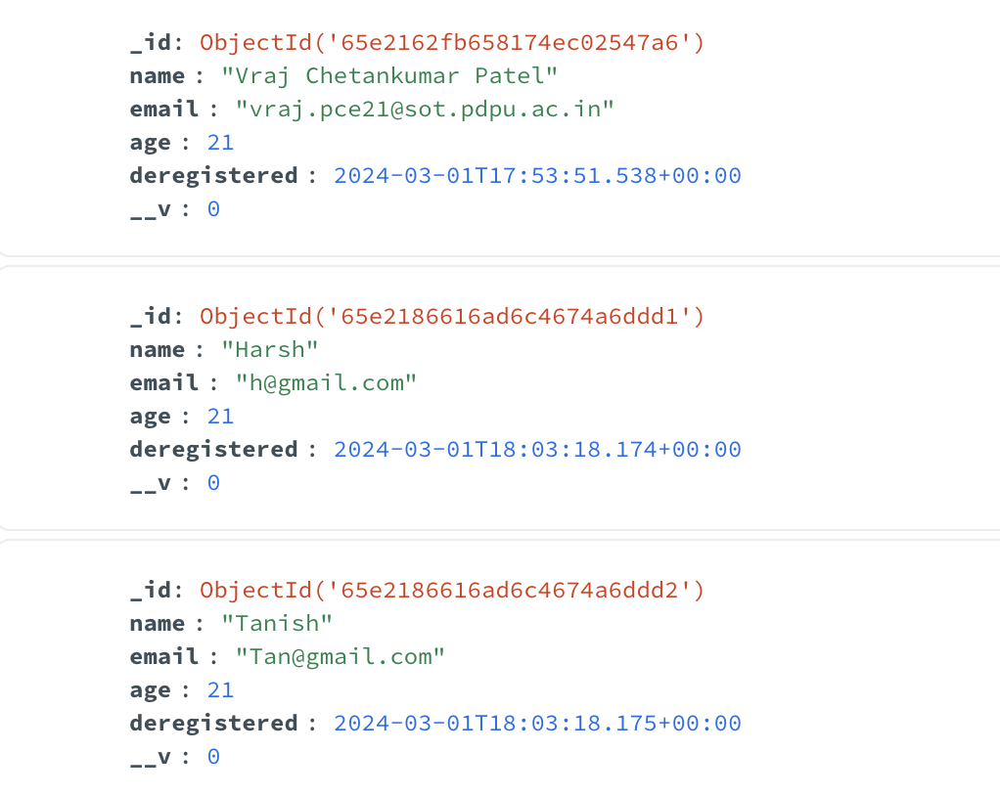 _id: ObjectId('65e2162fb658174ec02547a6')
name : "Vraj Chetankumar Patel"
email : "vraj.pce21@sot.pdpu.ac.in"
age : 21
deregistered : 2024-03-01T17:53:51.538+00:00
__v : 0
_id: ObjectId('65e2186616ad6c4674a6ddd1')
name : "Harsh"
email : "h@gmail.com"
age : 21
deregistered : 2024-03-01T18:03:18.174+00:00
__v : 0
_id: ObjectId('65e2186616ad6c4674a6ddd2')
name : "Tanish"
email : "Tan@gmail.com"
age : 21
deregistered : 2024-03-01T18:03:18.175+00:00
__v : 0